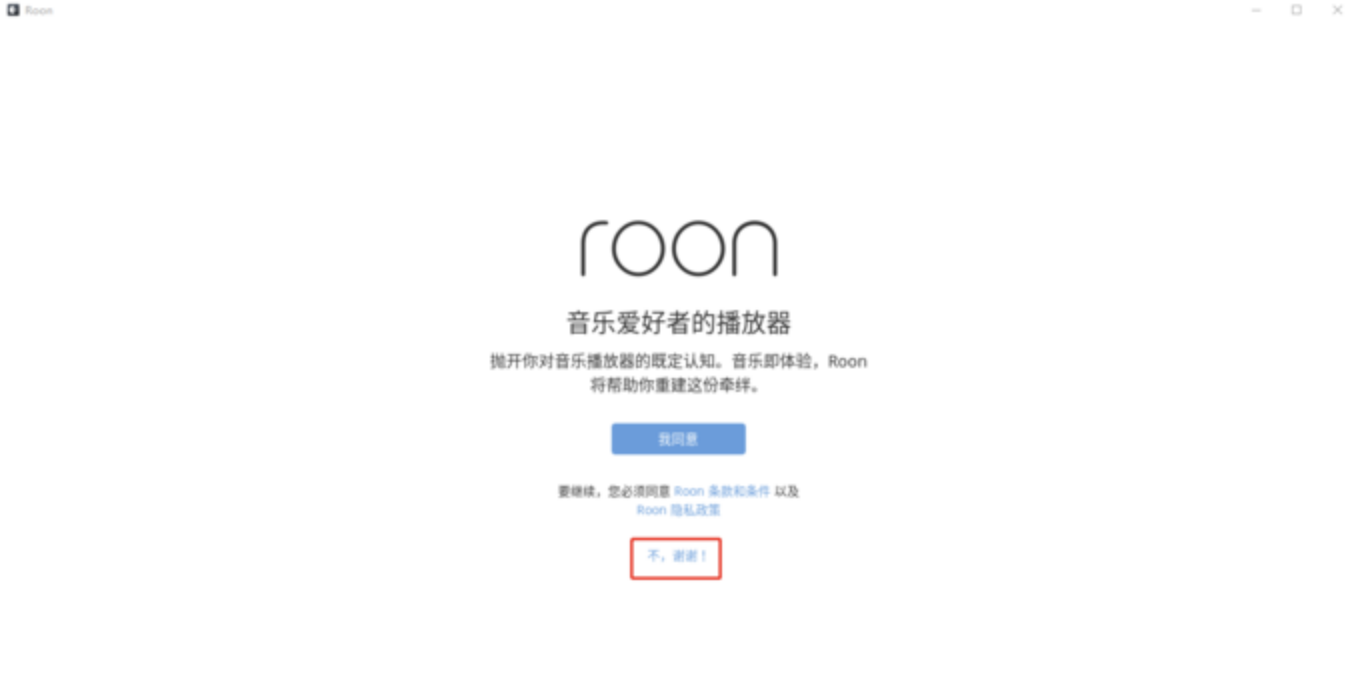 Roon
roon
音乐爱好者的播放器
抛开你对音乐播放器的既定认知。音乐即体验，Roon
将帮助你重建这份牵绊。
我同意
要继续，您必须同意 Roon 条款和条件 以及
Roon 隐私政策
不，谢谢！